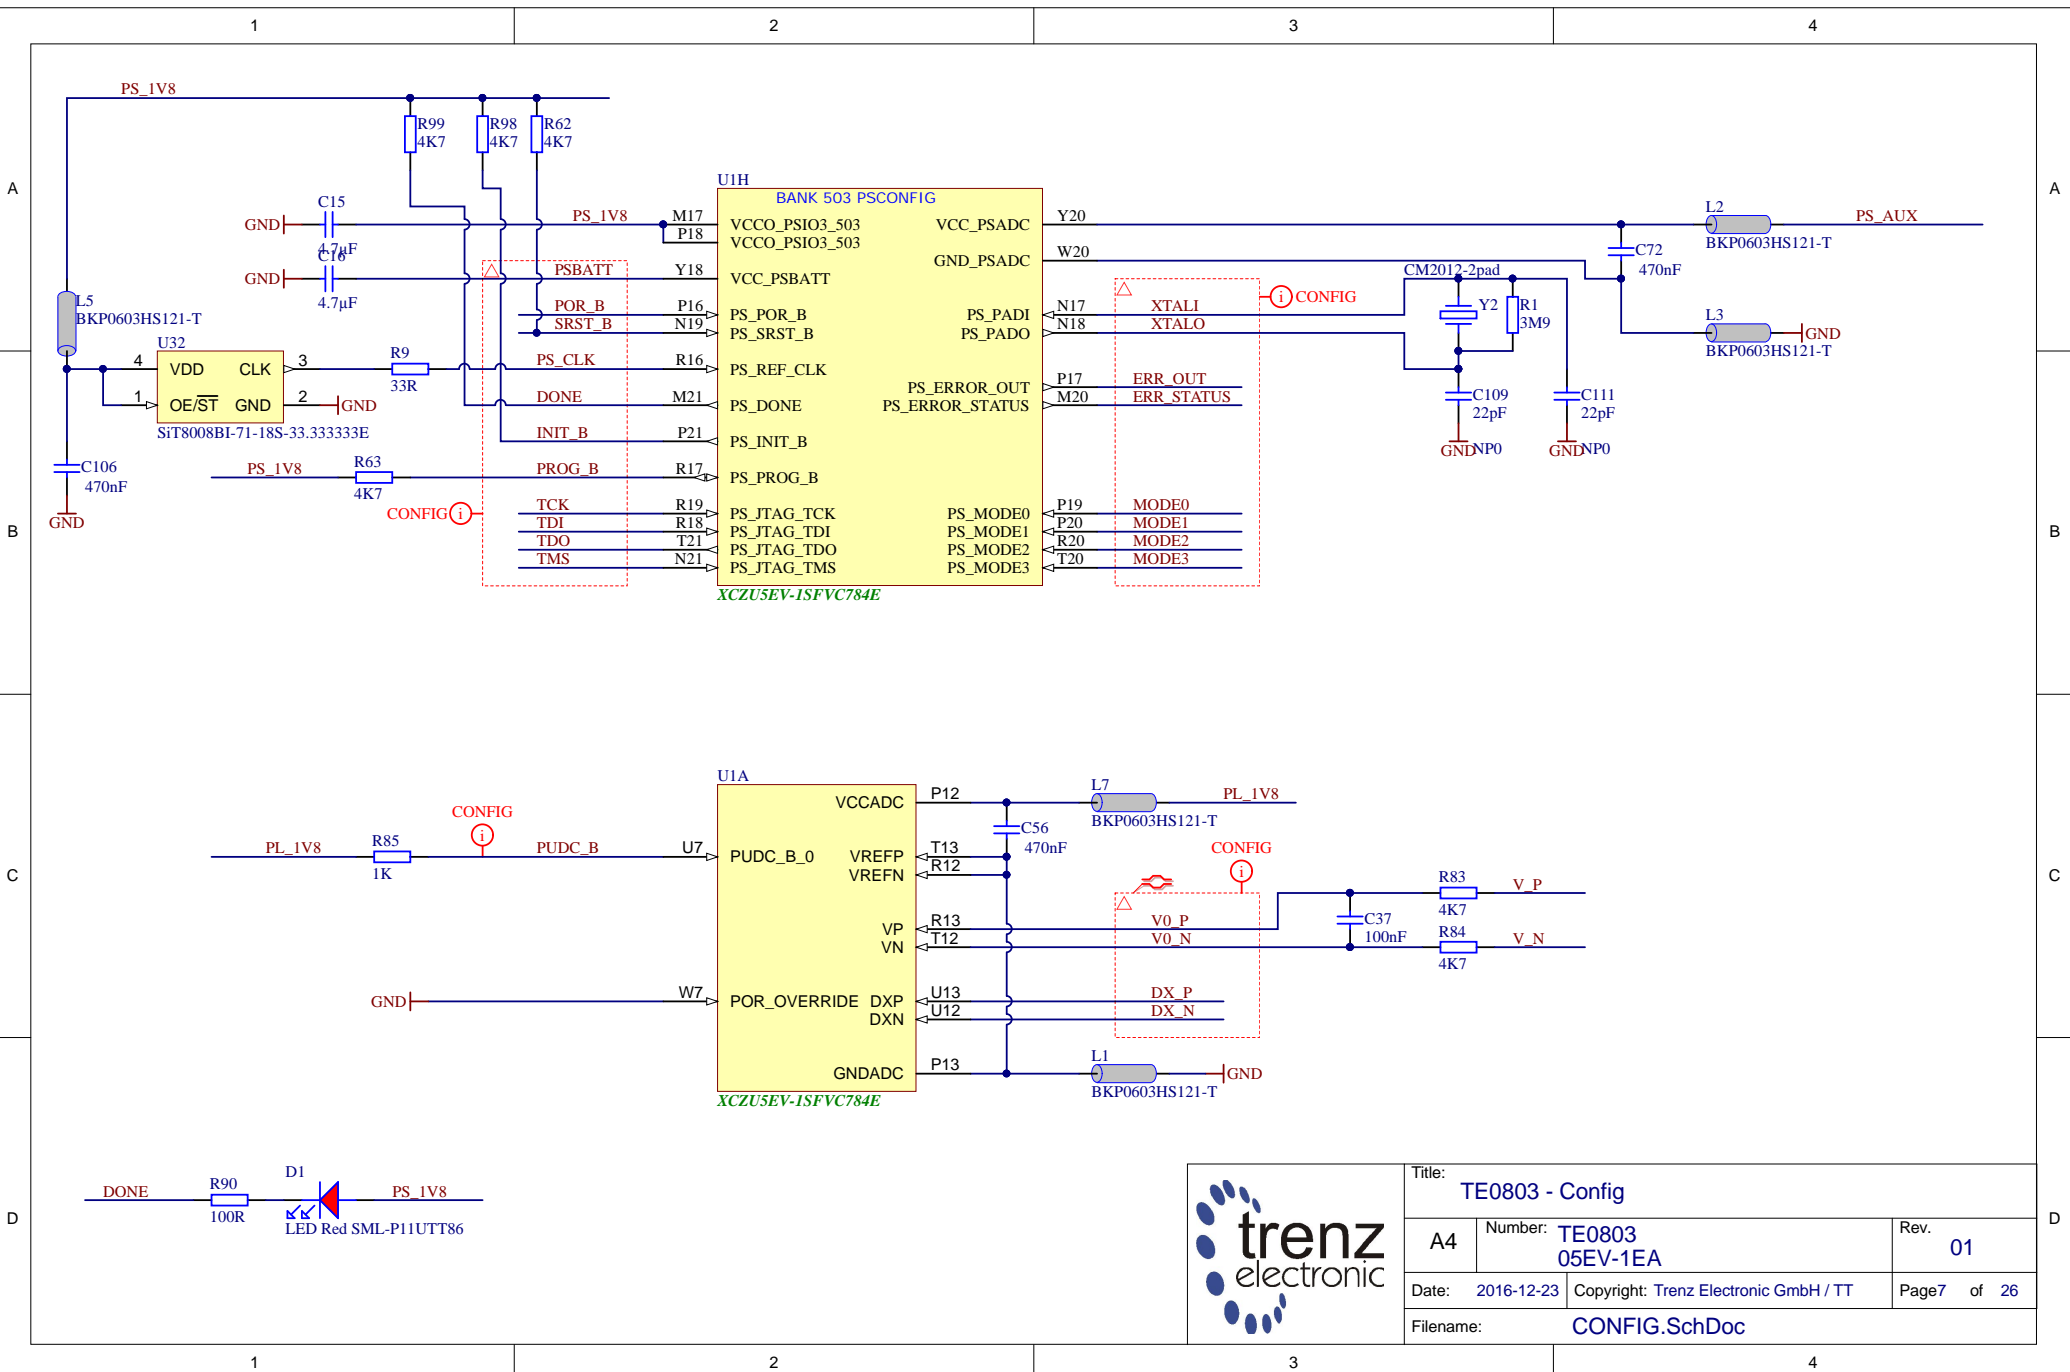 1 2 3 4
PS_1V8
R99 R98 R62
4K7 4K7 4K7
A A
U1H
BANK 503 PSCONFIG
C15
GND
4.7µF
PS_1V8
M17 VCCO_PSIO3_503
P18 VCCO_PSIO3_503
C16
GND
4.7µF
PSBATT Y18 VCC_PSBATT
POR_B P16 PS_POR_B
SRST_B N19 PS_SRST_B
L5
BKP0603HS121-T
U32
4 VDD CLK 3
1 OE/ST GND 2 GND
SiT8008BI-71-18S-33.333333E
R9
33R
PS_CLK R16 PS_REF_CLK
DONE M21 PS_DONE
INIT_B P21 PS_INIT_B
C106
470nF
GND
PS_1V8 R63
4K7
PROG_B R17 PS_PROG_B
CONFIG i
TCK R19 PS_JTAG_TCK
TDI R18 PS_JTAG_TDI
TDO T21 PS_JTAG_TDO
TMS N21 PS_JTAG_TMS
VCC_PSADC Y20
GND_PSADC W20
PS_PADI N17 XTALI
PS_PADO N18 XTALO
PS_ERROR_OUT P17 ERR_OUT
PS_ERROR_STATUS M20 ERR_STATUS
PS_MODE0 P19 MODE0
PS_MODE1 P20 MODE1
PS_MODE2 R20 MODE2
PS_MODE3 T20 MODE3
XCZU5EV-1SFVC784E
i CONFIG
CM2012-2pad
Y2 R1
3M9
C109
22pF
GND NP0
C111
22pF
GND NP0
L2
BKP0603HS121-T
PS_AUX
C72
470nF
L3
BKP0603HS121-T
GND
B B
U1A
CONFIG
i
PL_1V8 R85
1K
PUDC_B U7 PUDC_B_0
GND W7 POR_OVERRIDE
VCCADC P12
VREFP T13
VREFN R12
VP R13 V0_P
VN T12 V0_N
DXP U13 DX_P
DXN U12 DX_N
GNDADC P13
XCZU5EV-1SFVC784E
L7
BKP0603HS121-T
PL_1V8
C56
470nF
CONFIG
i
C37
100nF
R83 V_P
4K7
R84 V_N
4K7
L1
BKP0603HS121-T
GND
C C
DONE R90
100R
D1
PS_1V8
LED Red SML-P11UTT86
D D
trenz
electronic
Title:
TE0803 - Config
A4 Number: TE0803
05EV-1EA
Rev.
01
Date: 2016-12-23 Copyright: Trenz Electronic GmbH / TT Page7 of 26
Filename: CONFIG.SchDoc
1 2 3 4